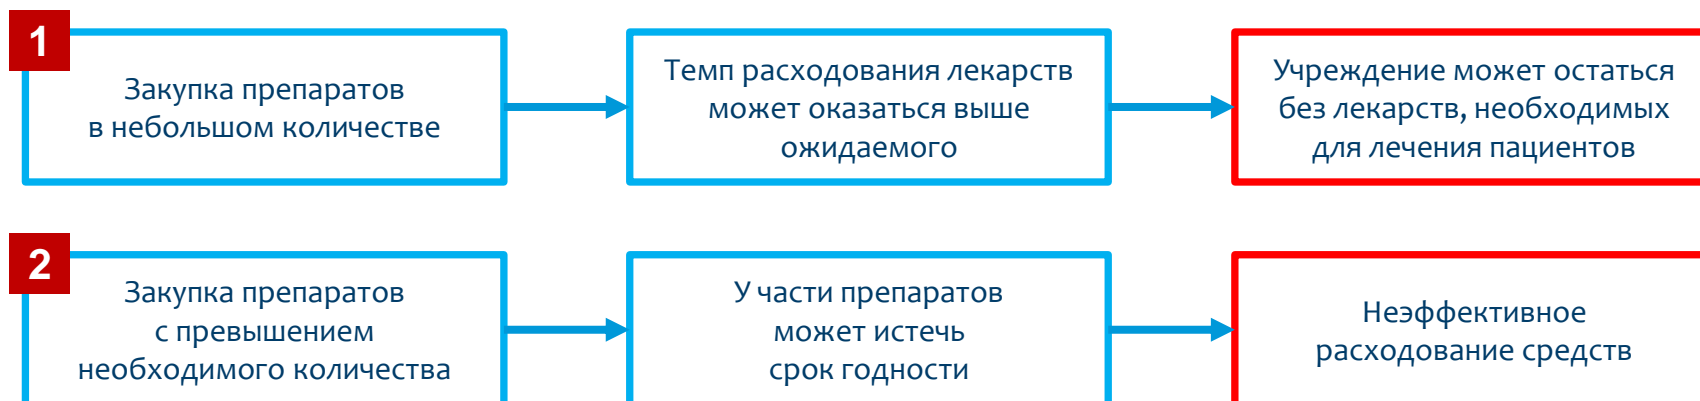 1
Закупка препаратов
в небольшом количестве
Темп расходования лекарств
может оказаться выше
ожидаемого
Учреждение может остаться
без лекарств, необходимых
для лечения пациентов
2
Закупка препаратов
с превышением
необходимого количества
У части препаратов
может истечь
срок годности
Неэффективное
расходование средств